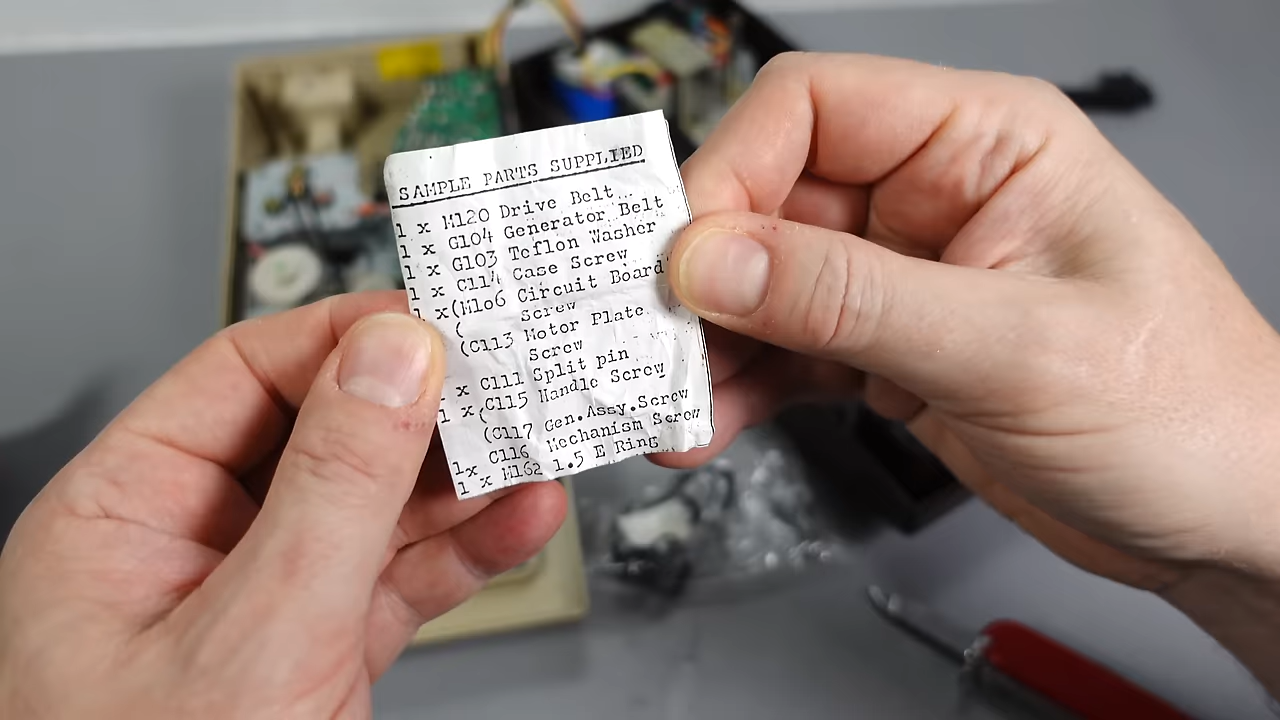 SAMPLE PARTS SUPPLIED
1 x M120 Drive Belt
1 x G104 Generator Belt
1 x G103 Teflon Washer
1 x C114 Case Screw
1 x(M106 Circuit Board
( Screw
(C113 Motor Plate
Screw
x C111 Split pin
1 x(C115 Handle Screw
(C117 Gen.Assy.Screw
1x C116 Mechanism Screw
1 x M162 1.5 E Ring